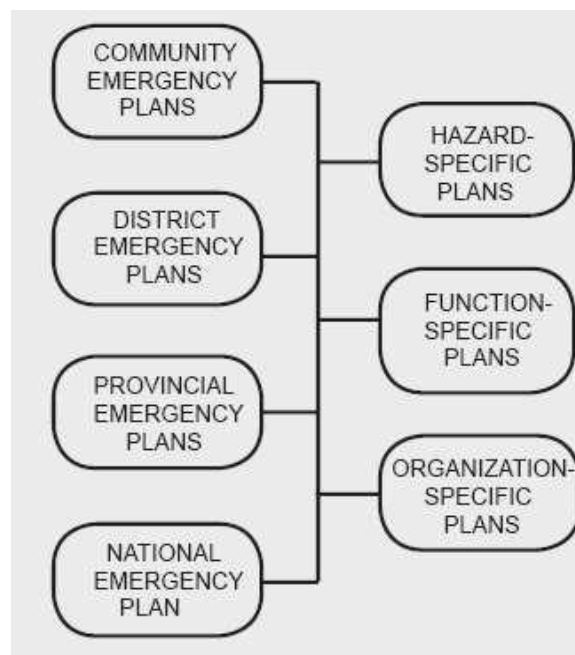 COMMUNITY
EMERGENCY
PLANS
DISTRICT
EMERGENCY
PLANS
PROVINCIAL
EMERGENCY
PLANS
NATIONAL
EMERGENCY
PLAN
HAZARD-
SPECIFIC
PLANS
FUNCTION-
SPECIFIC
PLANS
ORGANIZATION-
SPECIFIC
PLANS